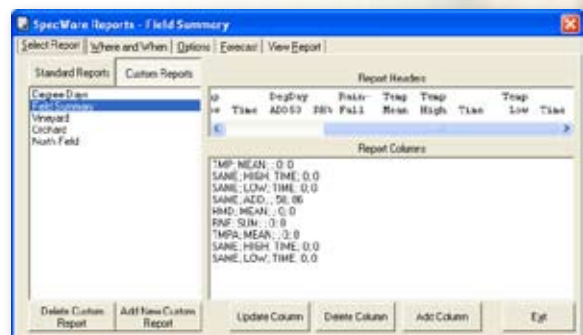 SpecWare Reports - Field Summary
Select Report Where and When Options Forecast View Report
Standard Reports Custom Reports
Degree Days
Field Summary
Vineyard
Orchard
North Field
Report Headers
DegDay Rain- Temp Temp Temp
Time RH% Fall Mean High Time Low Time
Report Columns
TMP; MEAN; ; 0; 0
SAME; HIGH; TIME; 0; 0
SAME; LOW; TIME; 0; 0
SAME; ADD; ; 50; 86
HMD; MEAN; ; 0; 0
RNF; SUM; ; 0; 0
TMPA; MEAN; ; 0; 0
SAME; HIGH; TIME; 0; 0
SAME; LOW; TIME; 0; 0
Delete Custom Report
Add New Custom Report
Update Column
Delete Column
Add Column
Exit